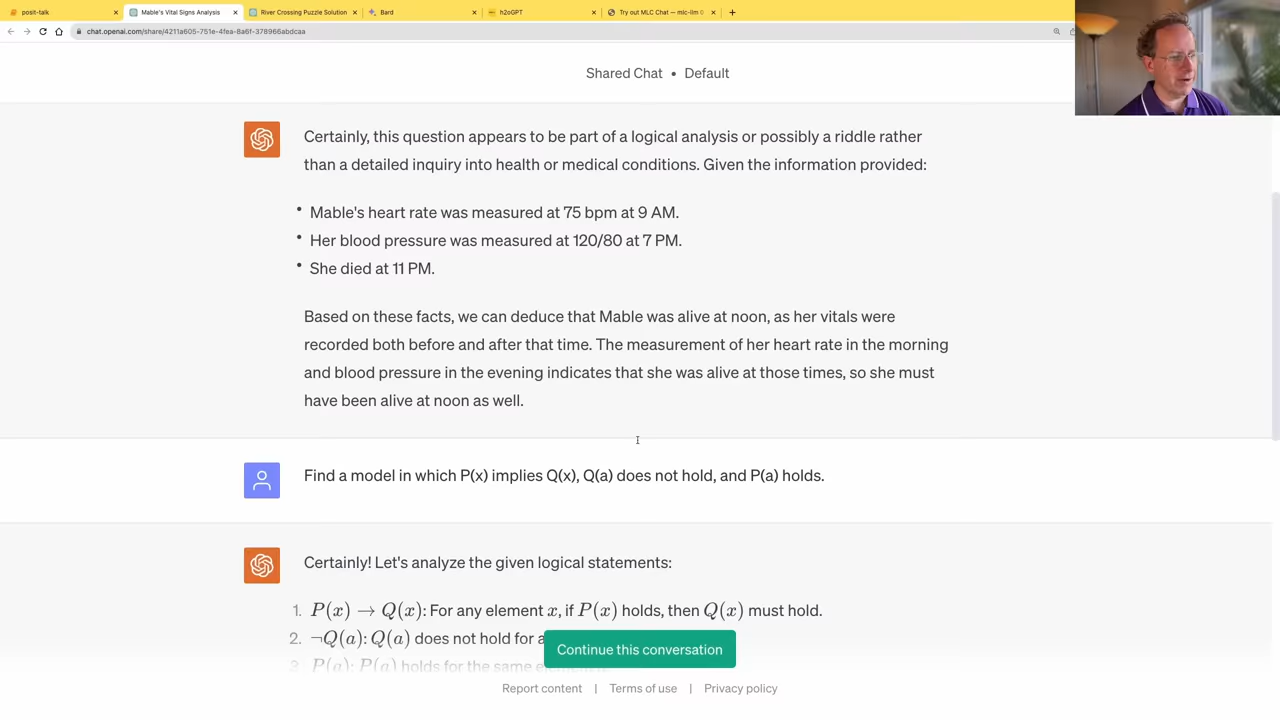 posit-talk
Mable's Vital Signs Analysis
River Crossing Puzzle Solution
Bard
h2oGPT
Try out MLC Chat — mlc-llm 0
chat.openai.com/share/4211a605-751e-4fea-8a6f-378966abdcaa
Shared Chat • Default
Certainly, this question appears to be part of a logical analysis or possibly a riddle rather
than a detailed inquiry into health or medical conditions. Given the information provided:
• Mable's heart rate was measured at 75 bpm at 9 AM.
• Her blood pressure was measured at 120/80 at 7 PM.
• She died at 11 PM.
Based on these facts, we can deduce that Mable was alive at noon, as her vitals were
recorded both before and after that time. The measurement of her heart rate in the morning
and blood pressure in the evening indicates that she was alive at those times, so she must
have been alive at noon as well.
Find a model in which P(x) implies Q(x), Q(a) does not hold, and P(a) holds.
Certainly! Let's analyze the given logical statements:
1. P(x) → Q(x): For any element x, if P(x) holds, then Q(x) must hold.
2. ¬Q(a): Q(a) does not hold for a
3. P(a): P(a) holds for the same
Continue this conversation
Report content | Terms of use | Privacy policy